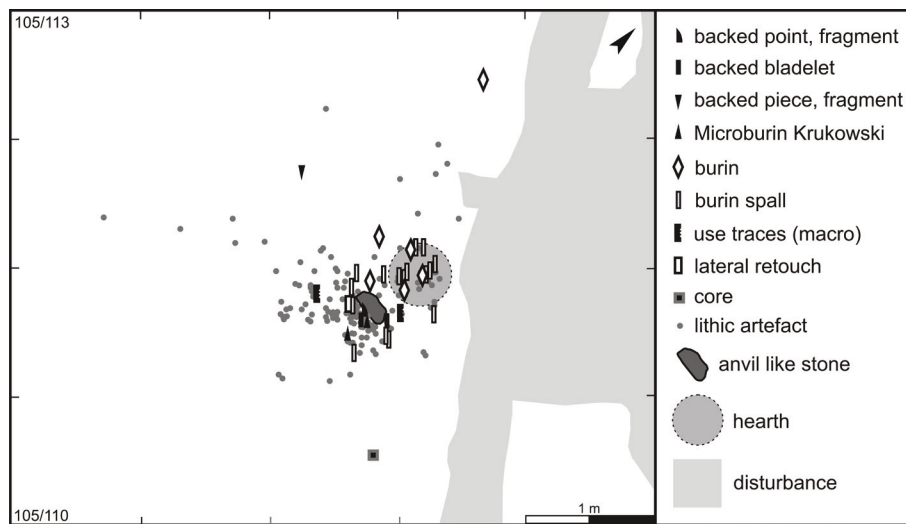 105/113
105/110
1 m
backed point, fragment
backed bladelet
backed piece, fragment
Microburin Krukowski
burin
burin spall
use traces (macro)
lateral retouch
core
lithic artefact
anvil like stone
hearth
disturbance